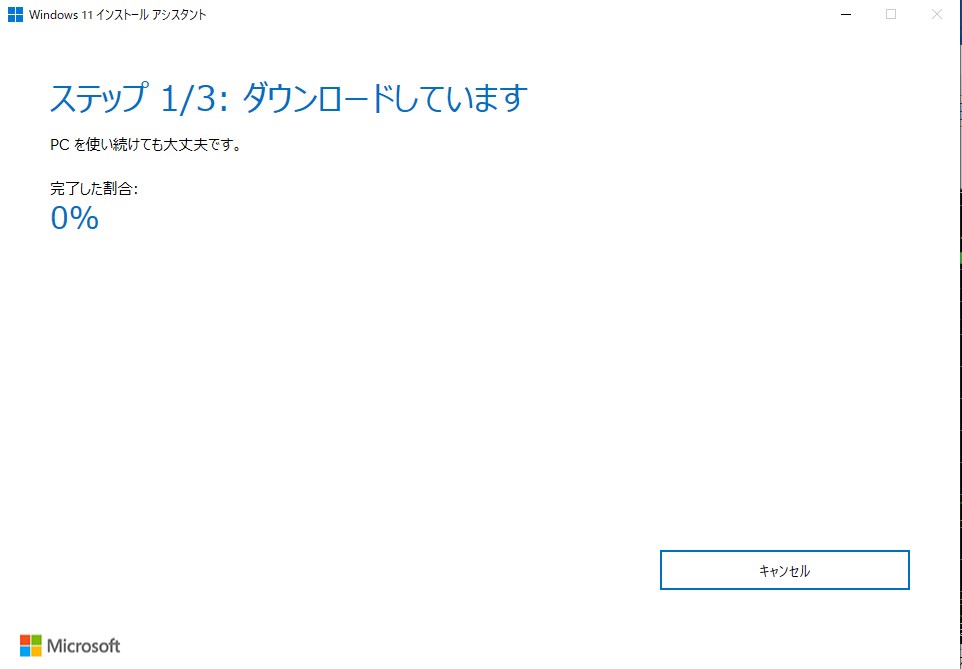 Windows 11 インストール アシスタント
ステップ 1/3: ダウンロードしています
PC を使い続けても大丈夫です。
完了した割合:
0%
キャンセル
Microsoft